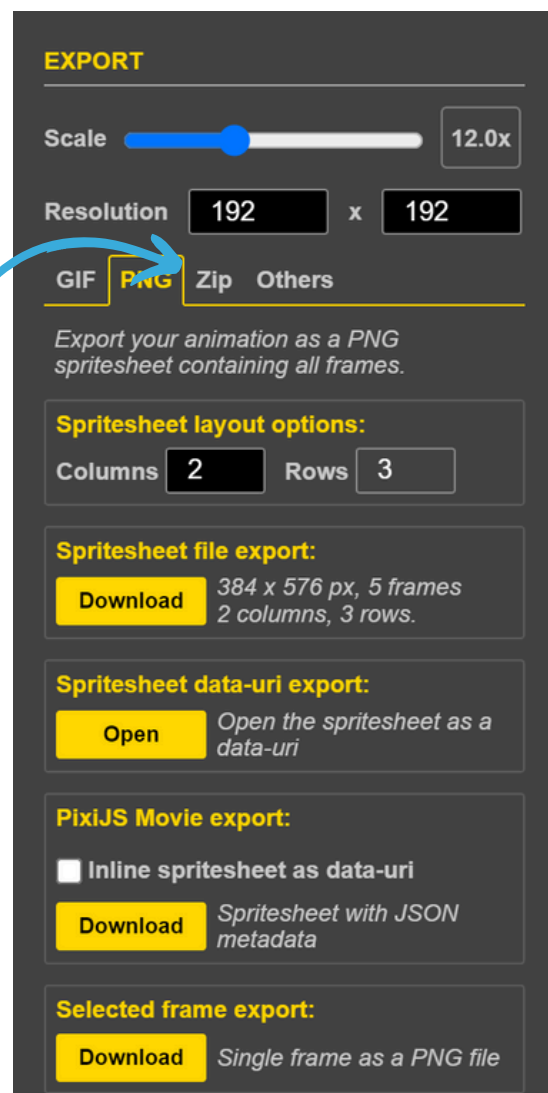 EXPORT
Scale 12.0x
Resolution 192 x 192
GIF PNG Zip Others
Export your animation as a PNG
spritesheet containing all frames.
Spritesheet layout options:
Columns 2 Rows 3
Spritesheet file export:
Download 384 x 576 px, 5 frames
2 columns, 3 rows.
Spritesheet data-uri export:
Open Open the spritesheet as a
data-uri
PixiJS Movie export:
Inline spritesheet as data-uri
Download Spritesheet with JSON
metadata
Selected frame export:
Download Single frame as a PNG file